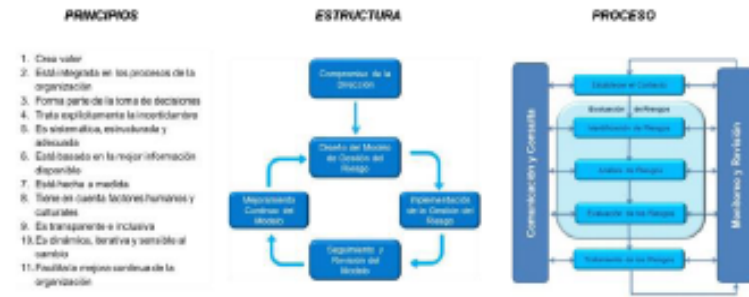 PRINCIPIOS
1. Crea valor
2. Está integrada en los procesos de la
organización
3. Forma parte de la toma de decisiones
4. Trata explícitamente la incertidumbre
5. Es sistemática, estructurada y
adecuada
6. Está basada en la mejor información
disponible
7. Está hecha a medida
8. Tiene en cuenta factores humanos y
culturales
9. Es transparente e inclusiva
10. Es dinámica, iterativa y sensible al
cambio
11. Facilita la mejora continua de la
organización
ESTRUCTURA
Compromiso de la
Dirección
Diseño del Modelo
de Gestión del
Riesgo
Implementación
de la Gestión del
Riesgo
Seguimiento y
Revisión del
Modelo
Mejoramiento
Continuo del
Modelo
PROCESO
Comunicación y Consulta
Establecer el Contexto
Evaluación de Riesgos
Identificación de Riesgos
Análisis de Riesgos
Evaluación de los Riesgos
Tratamiento de los Riesgos
Monitoreo y Revisión